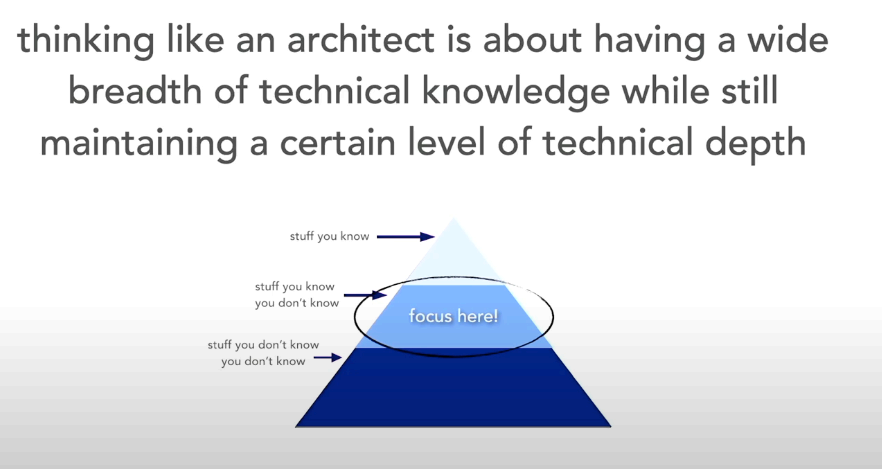 thinking like an architect is about having a wide
breadth of technical knowledge while still
maintaining a certain level of technical depth
stuff you know
stuff you know
you don't know
focus here!
stuff you don't know
you don't know